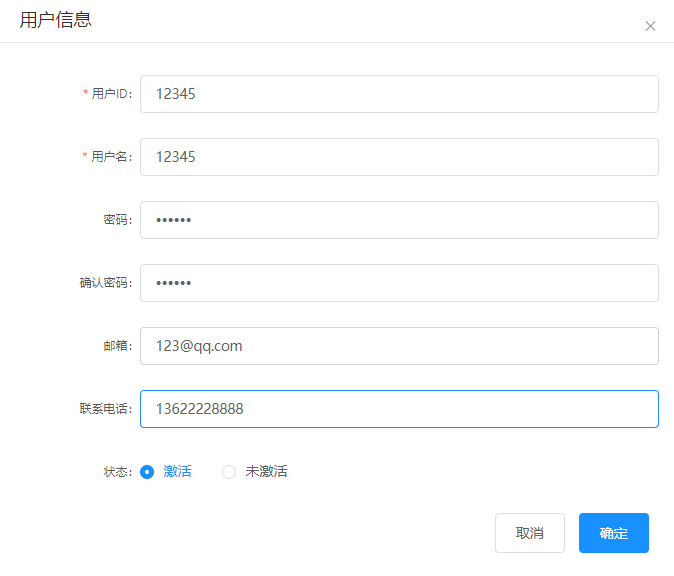 用户信息
* 用户ID: 12345
* 用户名: 12345
密码: ••••••
确认密码: ••••••
邮箱: 123@qq.com
联系电话: 13622228888
状态: 激活 未激活
取消 确定